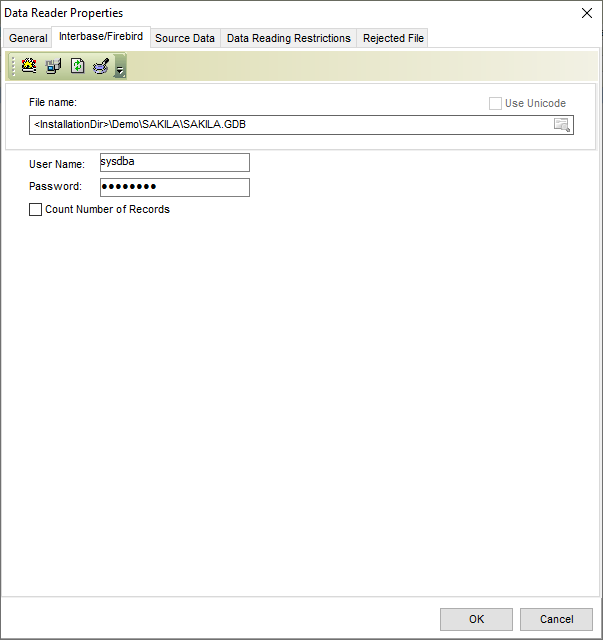 Data Reader Properties
General Interbase/Firebird Source Data Data Reading Restrictions Rejected File
File name: Use Unicode
<InstallationDir>\Demo\SAKILA\SAKILA.GDB
User Name: sysdba
Password: ●●●●●●●●
Count Number of Records
OK Cancel